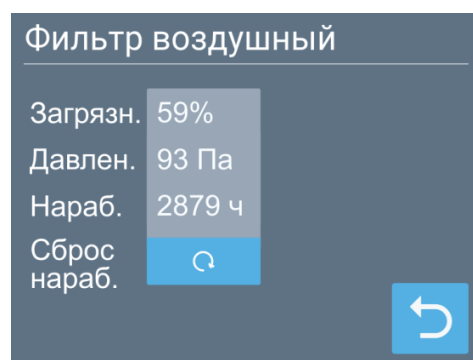 Фильтр воздушный
Загрязн. 59%
Давлен. 93 Па
Нараб. 2879 ч
Сброс
нараб.